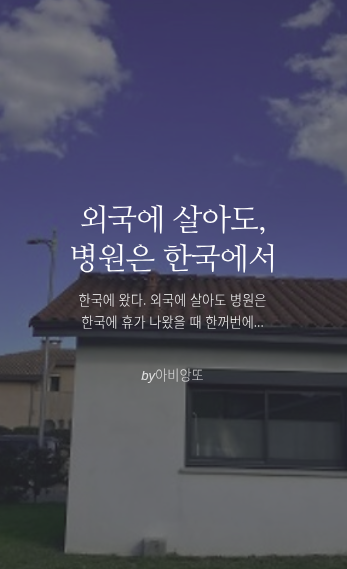 외국에 살아도,
병원은 한국에서
한국에 왔다. 외국에 살아도 병원은
한국에 휴가 나왔을 때 한꺼번에...
by아비앙또